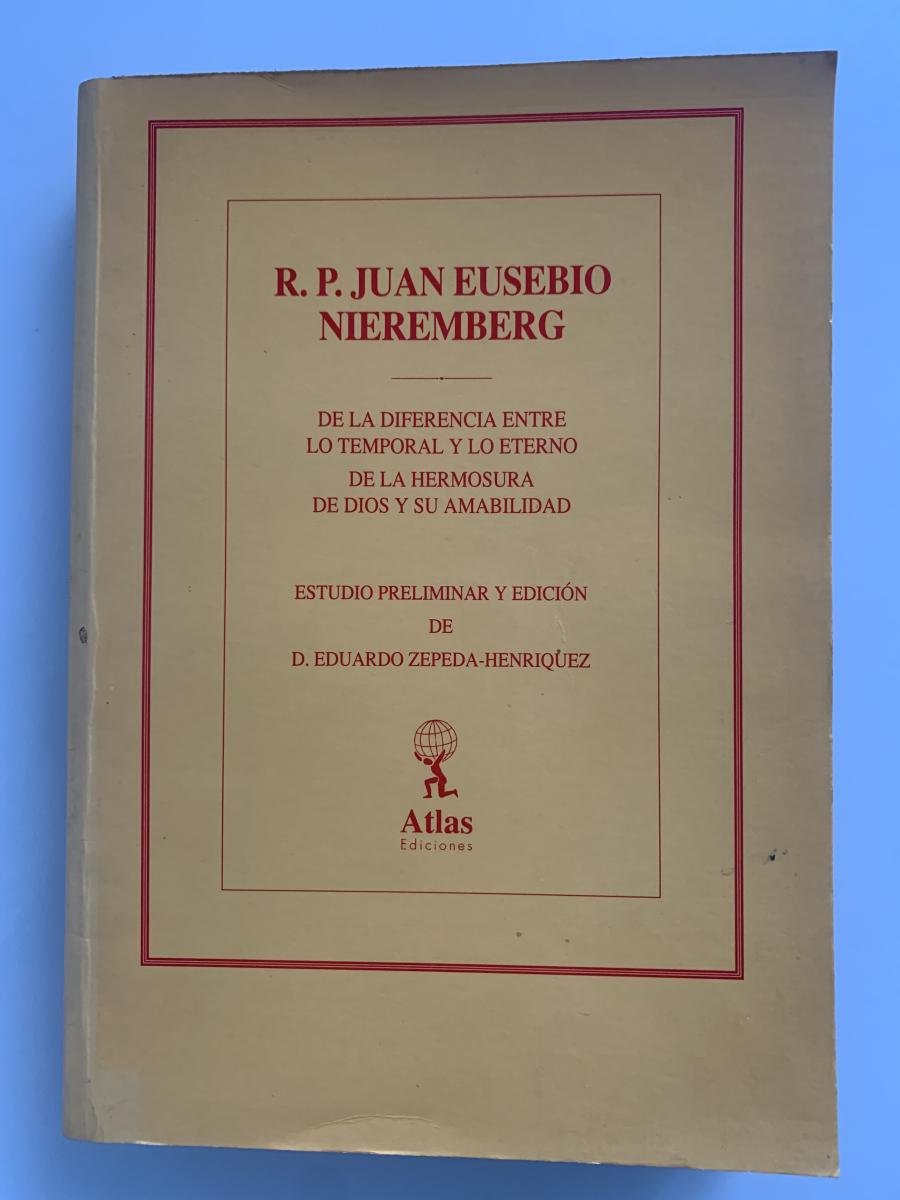 R. P. JUAN EUSEBIO
NIEREMBERG
DE LA DIFERENCIA ENTRE
LO TEMPORAL Y LO ETERNO
DE LA HERMOSURA
DE DIOS Y SU AMABILIDAD
ESTUDIO PRELIMINAR Y EDICIÓN
DE
D. EDUARDO ZEPEDA-HENRIQUEZ
Atlas
Ediciones